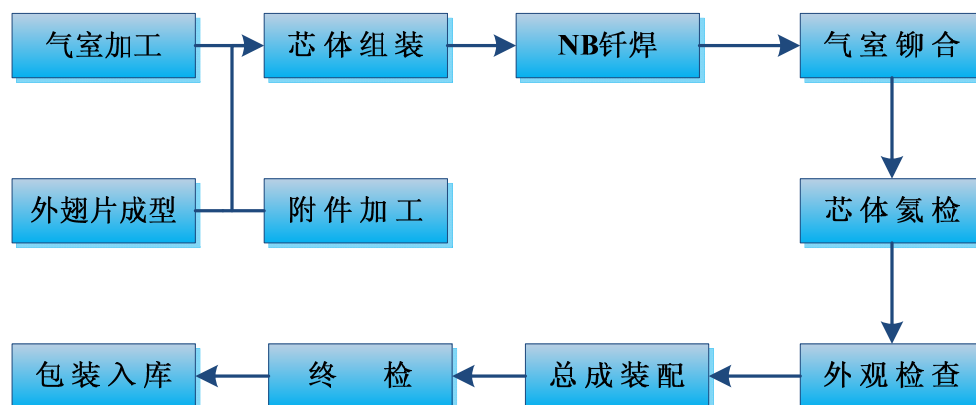 气室加工
芯体组装
NB钎焊
气室铆合
外翅片成型
附件加工
芯体氦检
包装入库
终 检
总成装配
外观检查